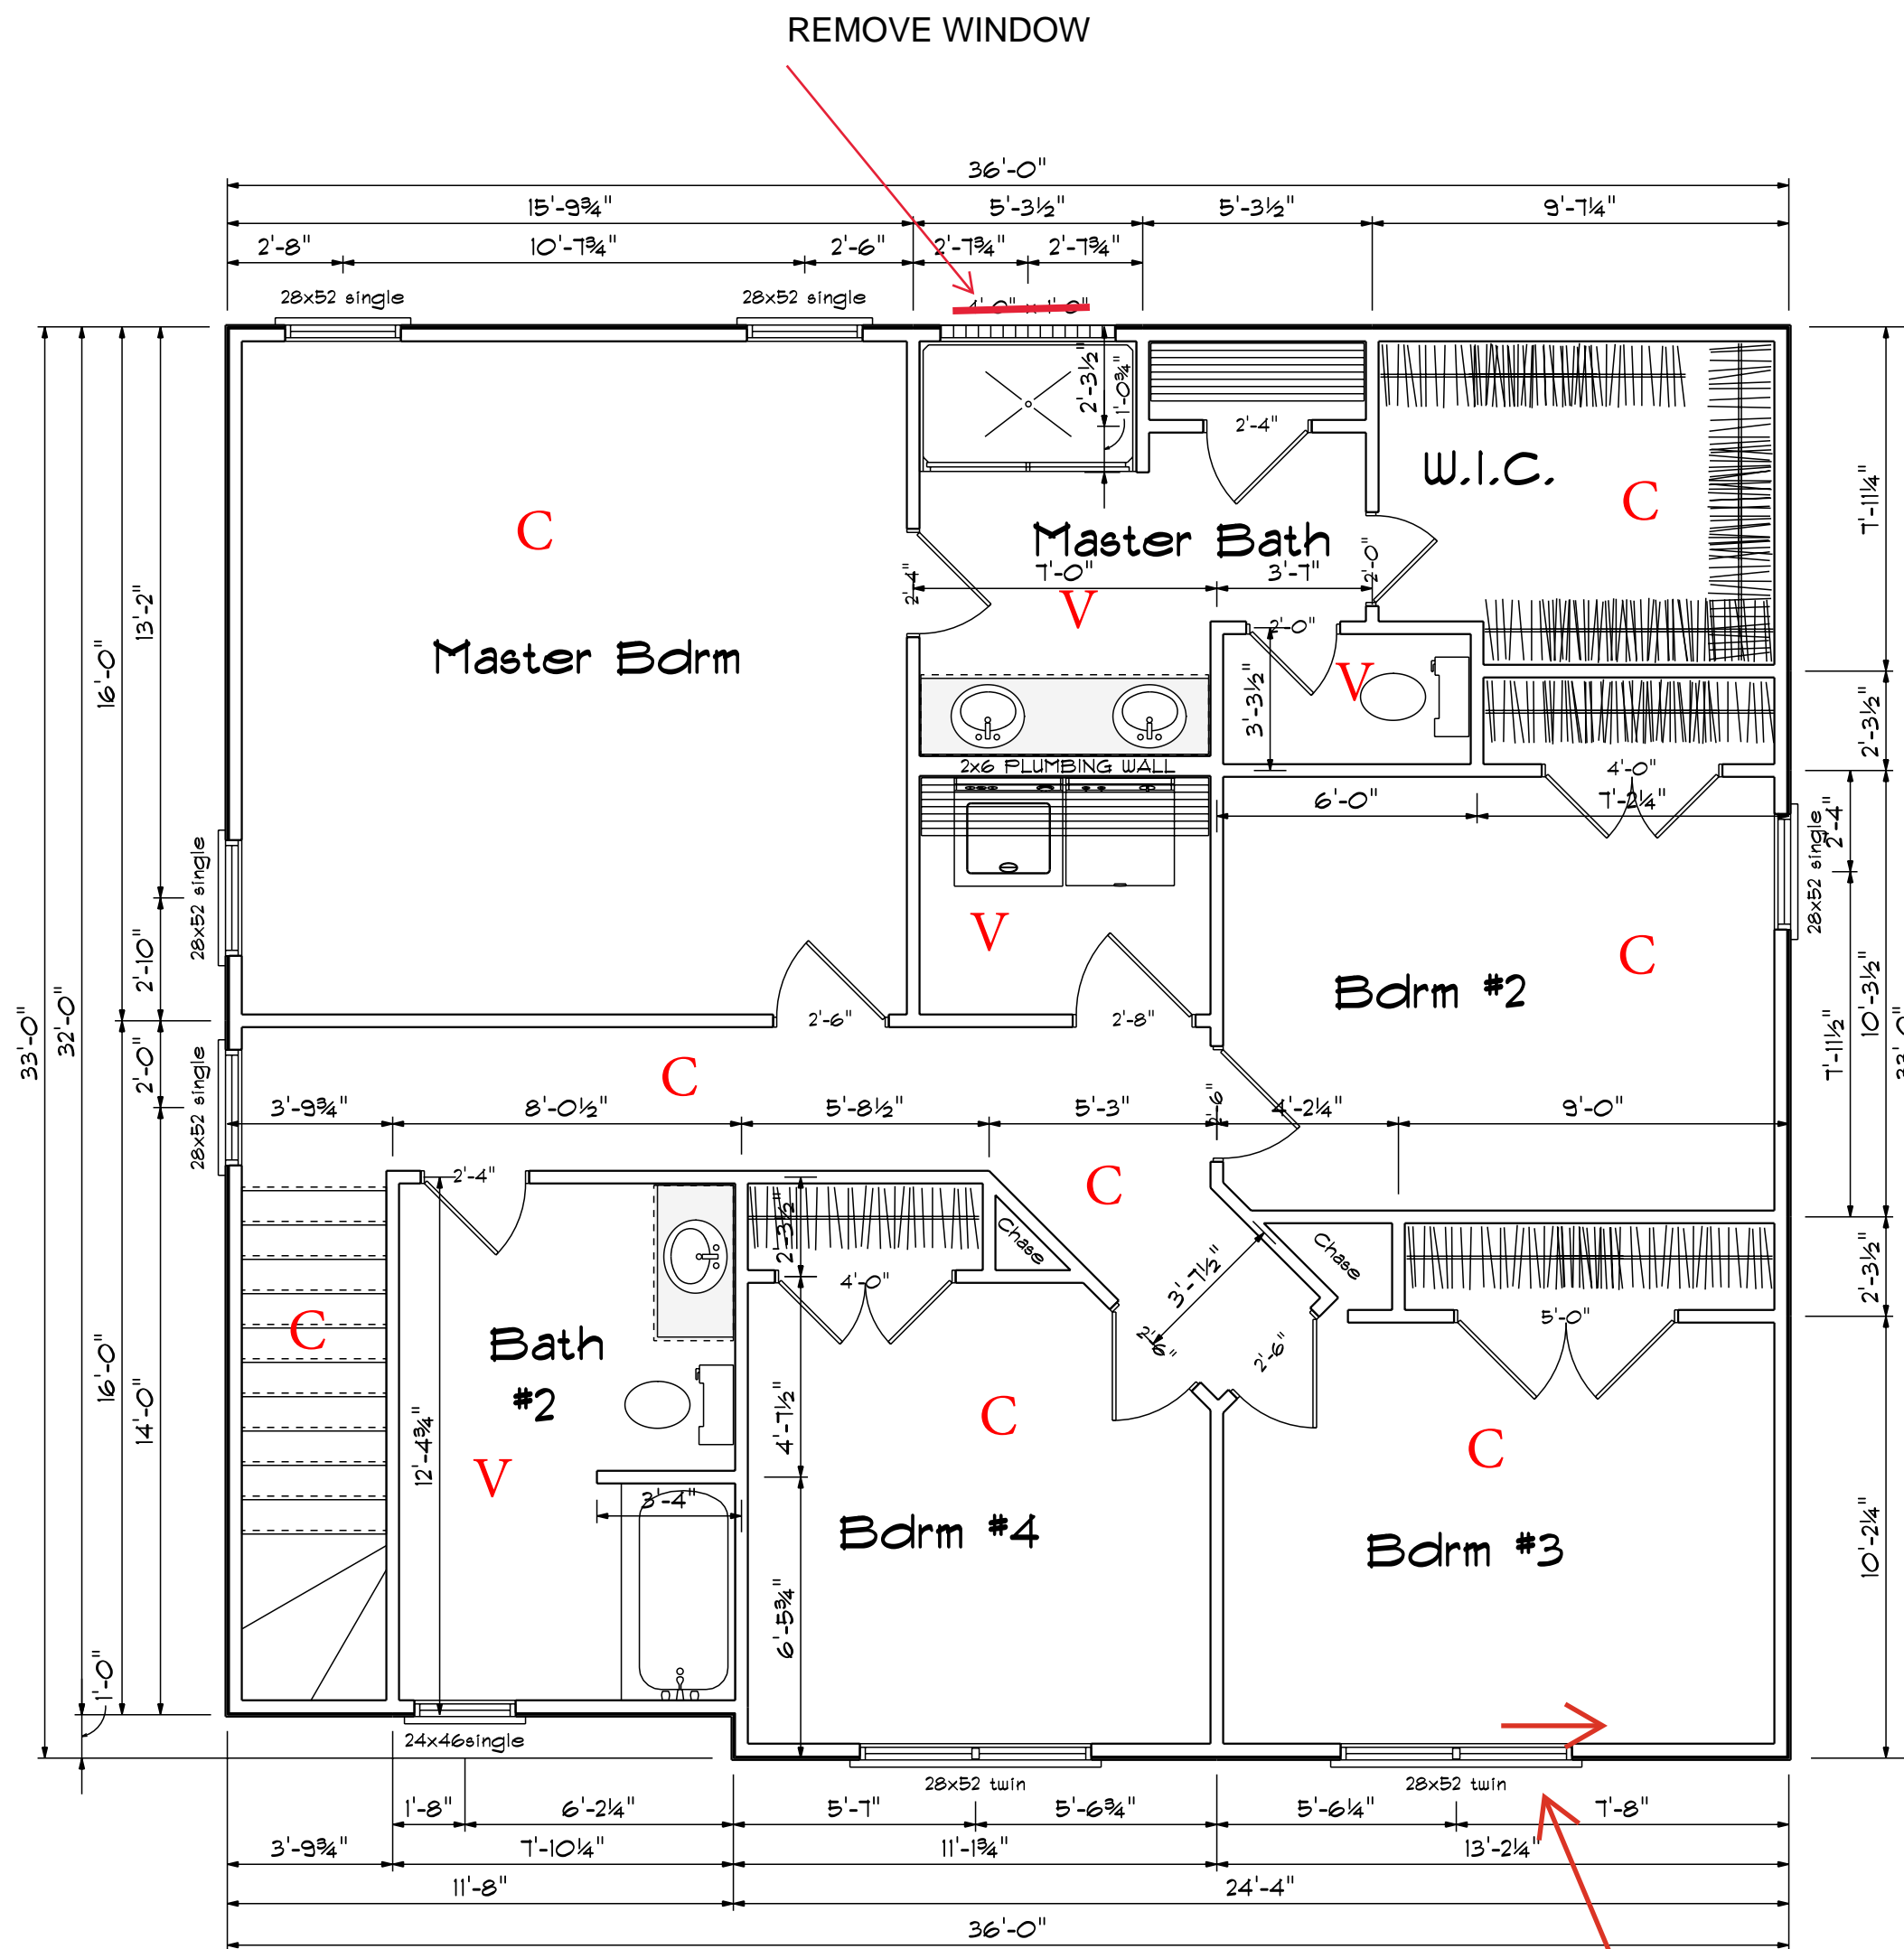 REMOVE WINDOW
36'-0"
15'-9¾" 5'-3½" 5'-3½" 9'-7¼"
2'-8" 10'-7¾" 2'-6" 2'-7¾" 2'-7¾"
28x52 single 28x52 single 4'-0" x 1'-0"
2'-3½" 1'-0¾"
2'-4"
W.I.C.
C C
7'-11¼"
Master Bath
2'-4" 7'-0" 3'-7" 2'-0"
V
13'-2"
16'-0"
Master Bdrm
2'-0"
3'-3½" V
2'-3½"
2x6 PLUMBING WALL
4'-0"
6'-0" 7'-2¼"
2'-4"
28x52 single
28x52 single
V
C
Bdrm #2
2'-10"
10'-3½"
7'-11½"
33'-0"
32'-0"
2'-6" 2'-8"
2'-0"
28x52 single
C
3'-9¾" 8'-0½" 5'-8½" 5'-3" 2'-6" 4'-2¼" 9'-0"
2'-4"
C
2'-3½"
Chase Chase
3'-7½"
2'-3½"
4'-0"
5'-0"
C
Bath
#2
2'-6" 2'-6"
16'-0"
14'-0"
12'-4¾"
4'-7½"
C C
V
3'-4"
Bdrm #4
Bdrm #3
10'-2¼"
6'-5¾"
1'-0"
24x46single
28x52 twin 28x52 twin
1'-8" 6'-2¼" 5'-7" 5'-6¾" 5'-6¼" 7'-8"
3'-9¾" 7'-10¼" 11'-1¾" 13'-2¼"
11'-8" 24'-4"
36'-0"